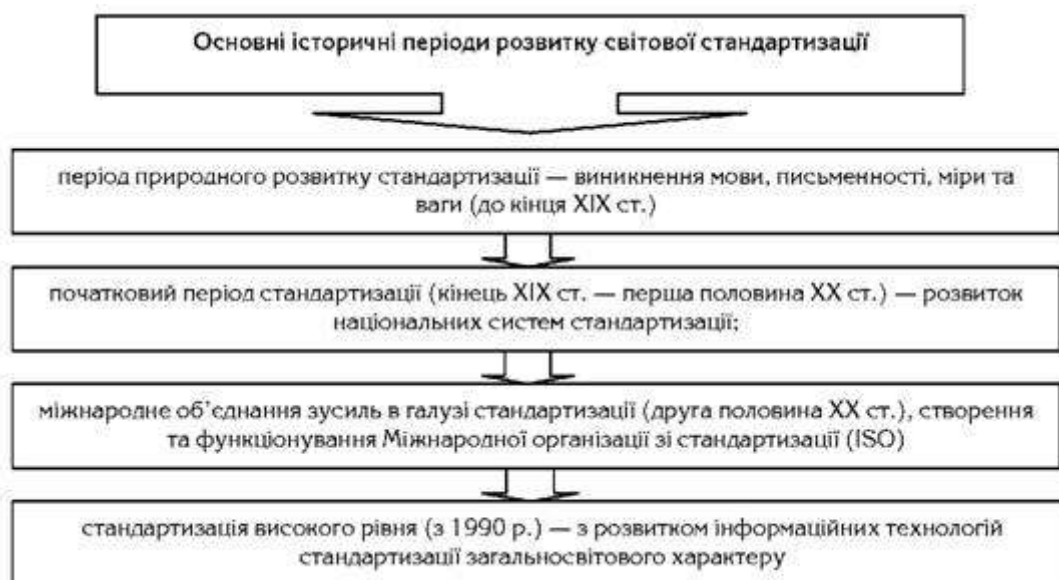 Основні історичні періоди розвитку світової стандартизації
період природного розвитку стандартизації — виникнення мови, письменності, міри та
ваги (до кінця XIX ст.)
початковий період стандартизації (кінець XIX ст. — перша половина XX ст.) — розвиток
національних систем стандартизації;
міжнародне об’єднання зусиль в галузі стандартизації (друга половина XX ст.), створення
та функціонування Міжнародної організації зі стандартизації (ISO)
стандартизація високого рівня (з 1990 р.) — з розвитком інформаційних технологій
стандартизації загальносвітового характеру